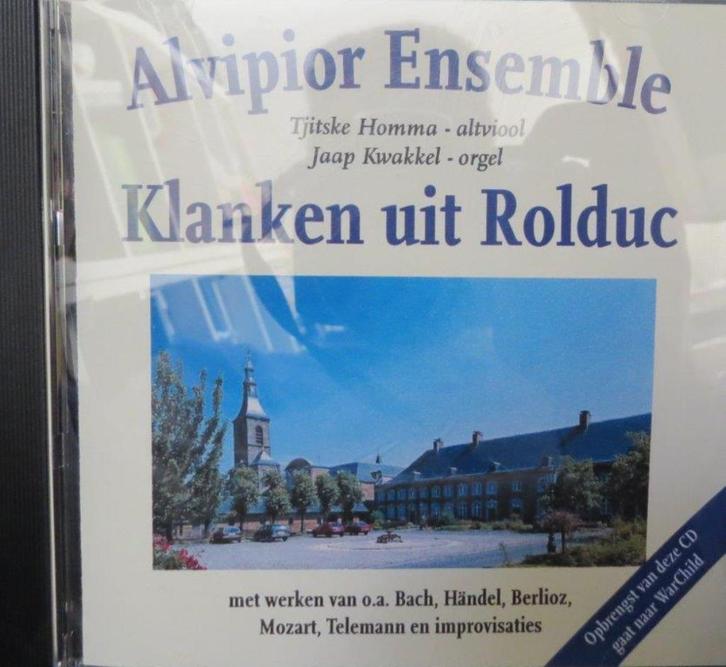 Alvipior Ensemble
Tjitske Homma - altviool
Jaap Kwakkel - orgel
Klanken uit Rolduc
met werken van o.a. Bach, Händel, Berlioz,
Mozart, Telemann en improvisaties
Opbrengst van deze CD
gaat naar WarChild